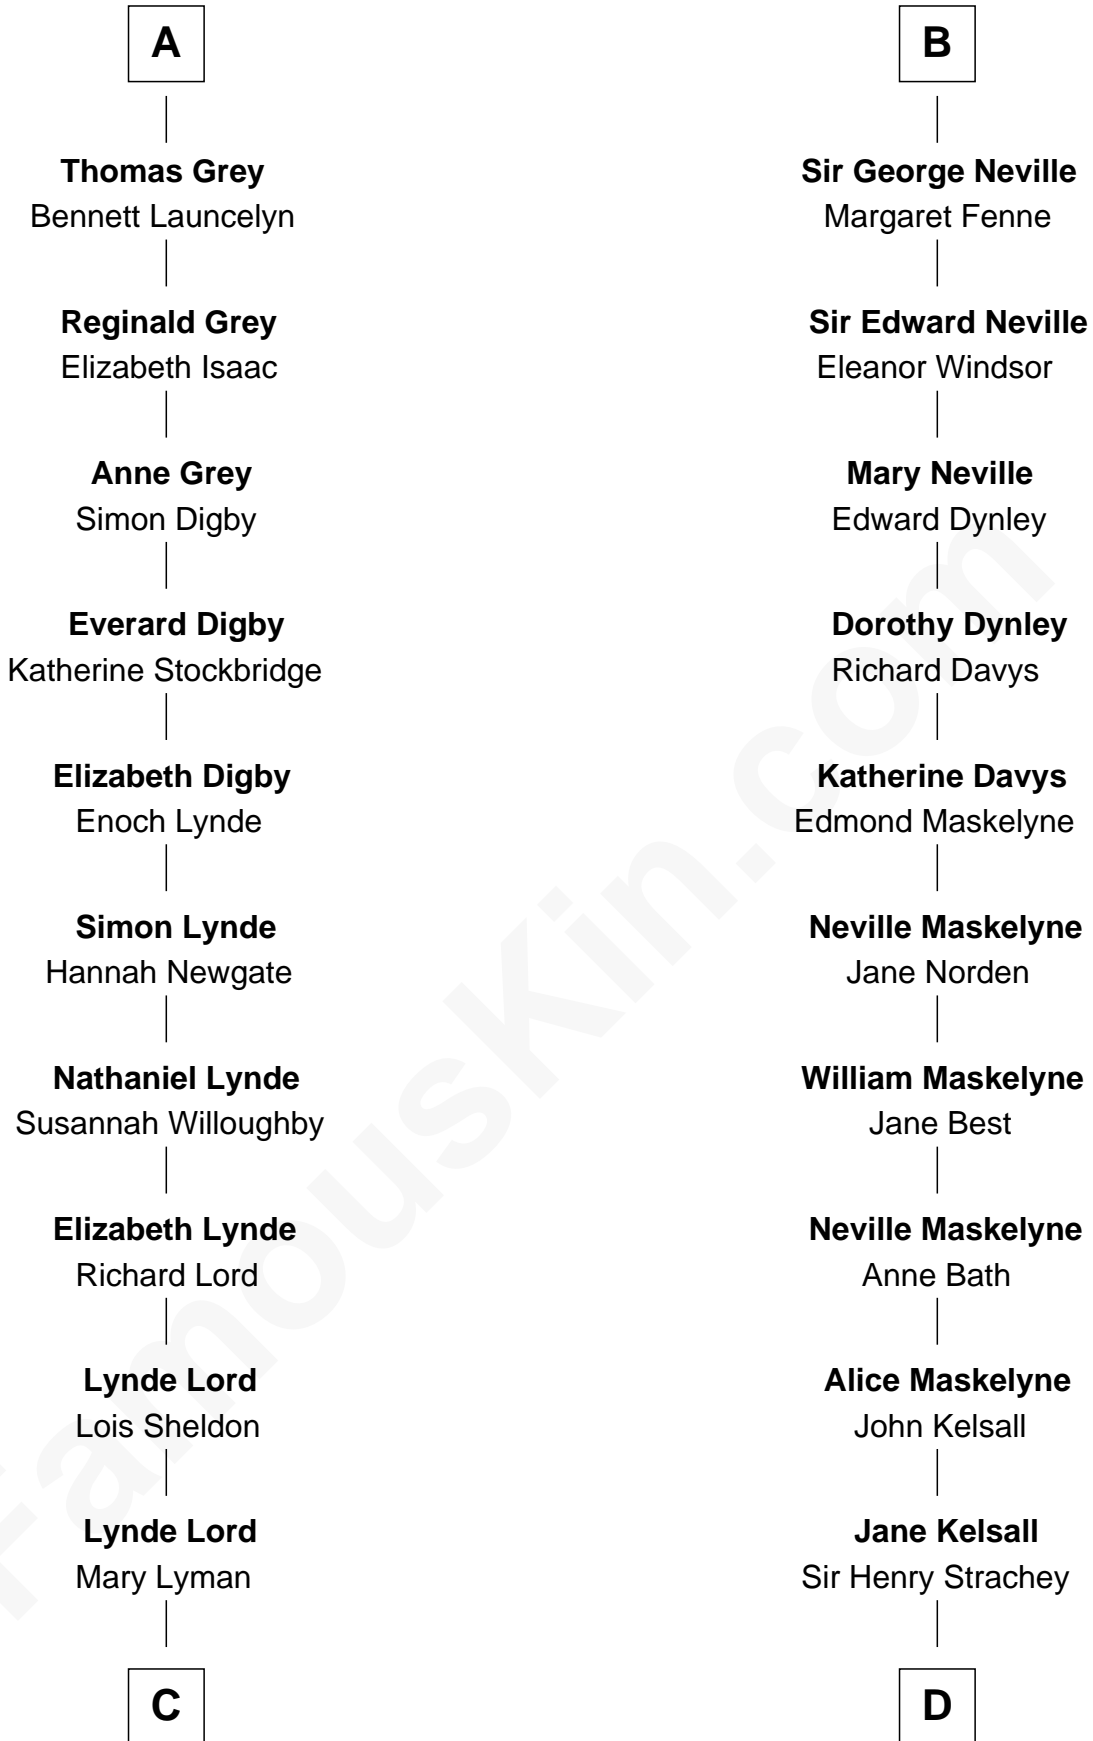 A
Thomas Grey
Bennett Launcelyn
Reginald Grey
Elizabeth Isaac
Anne Grey
Simon Digby
Everard Digby
Katherine Stockbridge
Elizabeth Digby
Enoch Lynde
Simon Lynde
Hannah Newgate
Nathaniel Lynde
Susannah Willoughby
Elizabeth Lynde
Richard Lord
Lynde Lord
Lois Sheldon
Lynde Lord
Mary Lyman
C
B
Sir George Neville
Margaret Fenne
Sir Edward Neville
Eleanor Windsor
Mary Neville
Edward Dynley
Dorothy Dynley
Richard Davys
Katherine Davys
Edmond Maskelyne
Neville Maskelyne
Jane Norden
William Maskelyne
Jane Best
Neville Maskelyne
Anne Bath
Alice Maskelyne
John Kelsall
Jane Kelsall
Sir Henry Strachey
D
FamousKin.com